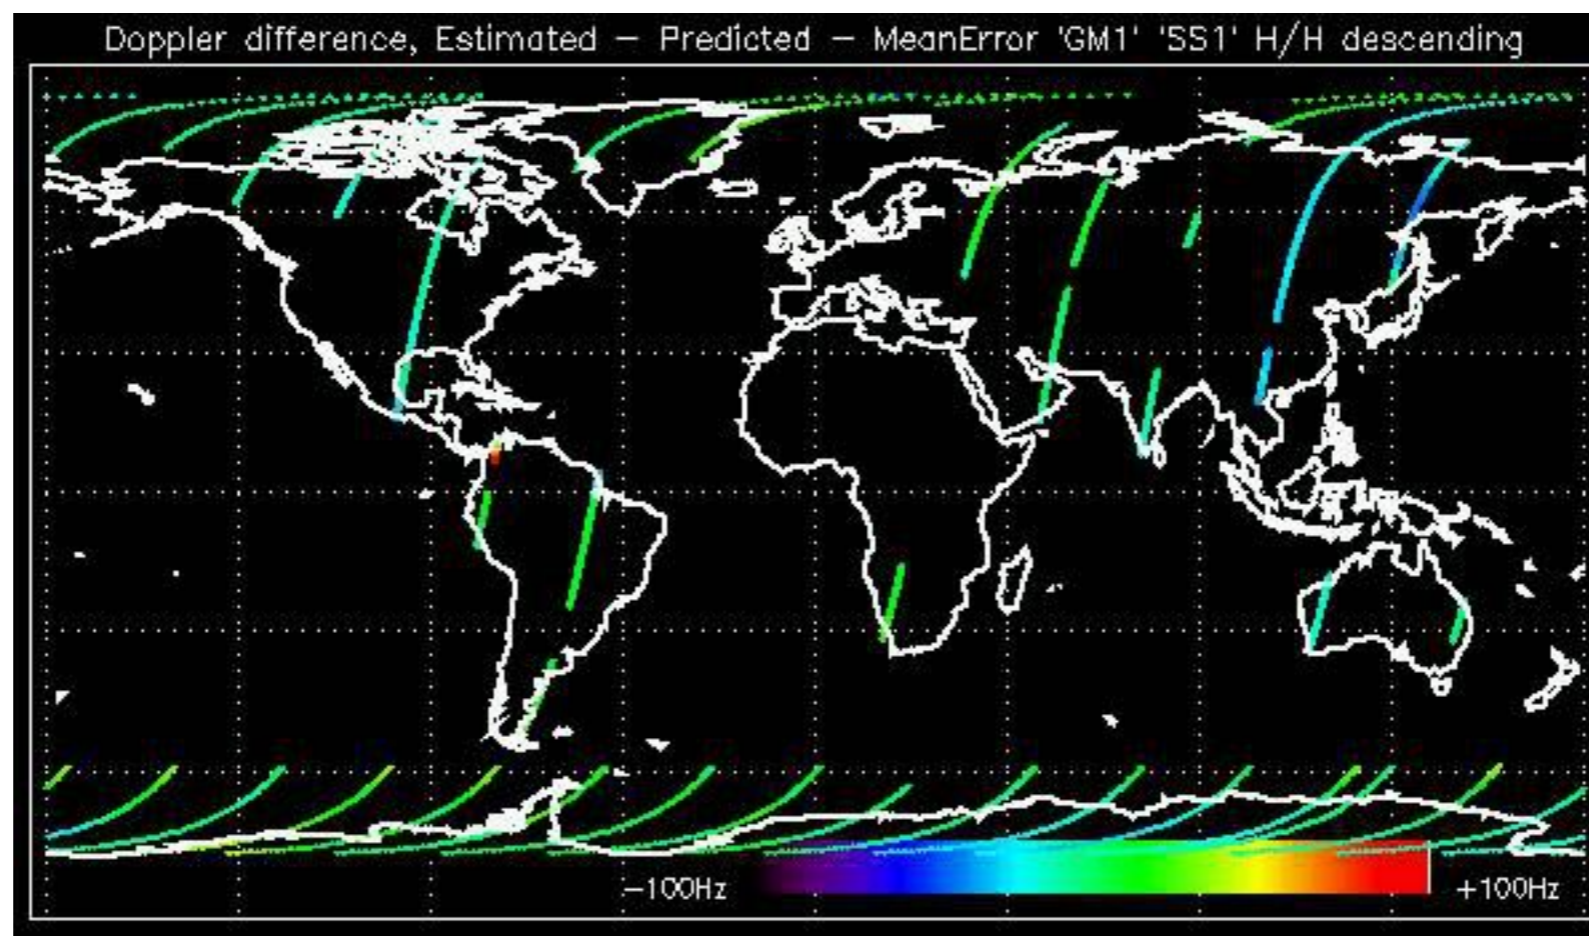 Doppler difference, Estimated – Predicted – MeanError 'GM1' 'SS1' H/H descending
–100Hz
+100Hz